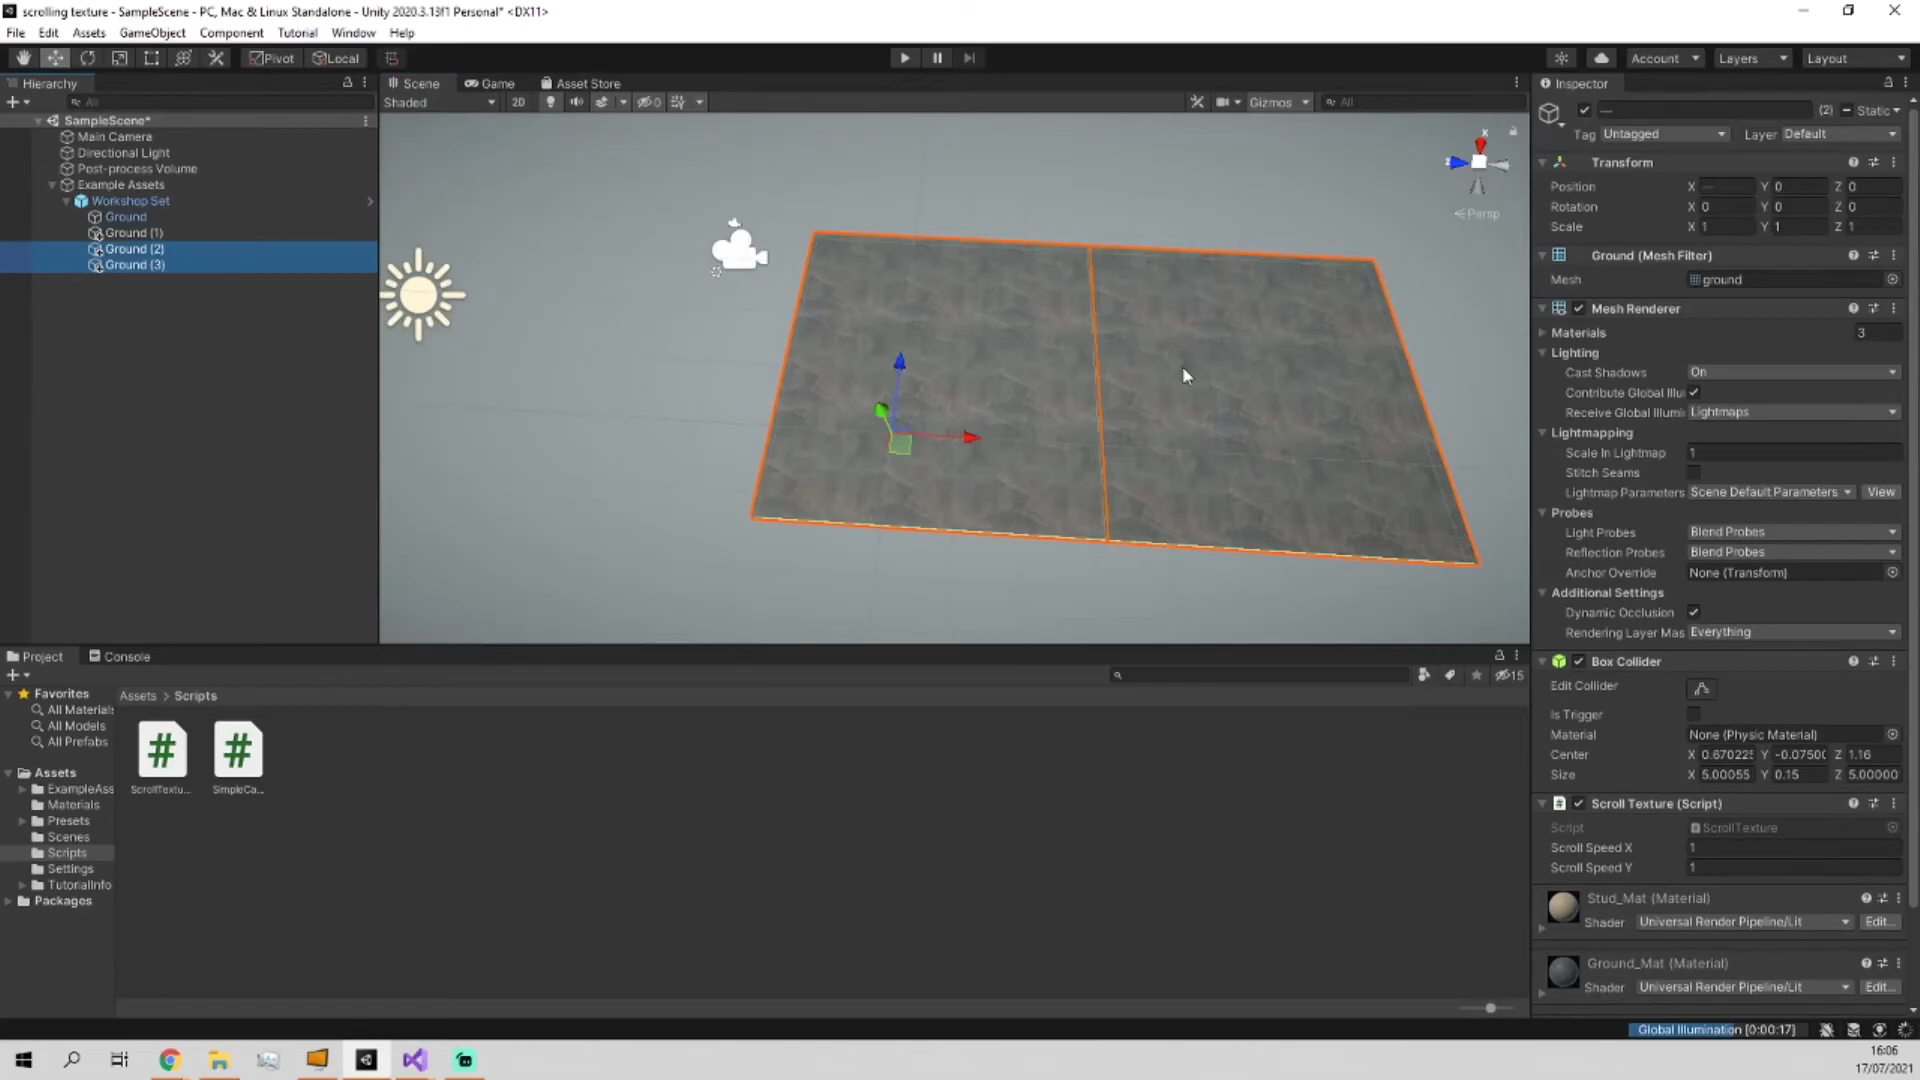 scrolling texture - SampleScene - PC, Mac & Linux Standalone - Unity 2020.3.13f1 Personal* <DX11>
File Edit Assets GameObject Component Tutorial Window Help
Pivot Local Account Layers Layout
Hierarchy Scene Game Asset Store Inspector
All Shaded 2D 0 Gizmos All
SampleScene*
Main Camera
Directional Light
Post-process Volume
Example Assets
Workshop Set
Ground
Ground (1)
Ground (2)
Ground (3)
x
z
Persp
— (2) Static
Tag Untagged Layer Default
Transform
Position X — Y 0 Z 0
Rotation X 0 Y 0 Z 0
Scale X 1 Y 1 Z 1
Ground (Mesh Filter)
Mesh ground
Mesh Renderer
Materials 3
Lighting
Cast Shadows On
Contribute Global Illu
Receive Global Illumi Lightmaps
Lightmapping
Scale In Lightmap 1
Stitch Seams
Lightmap Parameters Scene Default Parameters View
Probes
Light Probes Blend Probes
Reflection Probes Blend Probes
Anchor Override None (Transform)
Additional Settings
Dynamic Occlusion
Rendering Layer Mas Everything
Box Collider
Edit Collider
Is Trigger
Material None (Physic Material)
Center X 0.67022 Y -0.0750 Z 1.16
Size X 5.00055 Y 0.15 Z 5.00000
Scroll Texture (Script)
Script ScrollTexture
Scroll Speed X 1
Scroll Speed Y 1
Stud_Mat (Material)
Shader Universal Render Pipeline/Lit Edit...
Ground_Mat (Material)
Shader Universal Render Pipeline/Lit Edit...
Project Console
15
Favorites
All Materials
All Models
All Prefabs
Assets
ExampleAss
Materials
Presets
Scenes
Scripts
Settings
TutorialInfo
Packages
Assets > Scripts
# #
ScrollTextu... SimpleCa...
Global Illumination [0:00:17]
16:06
17/07/2021